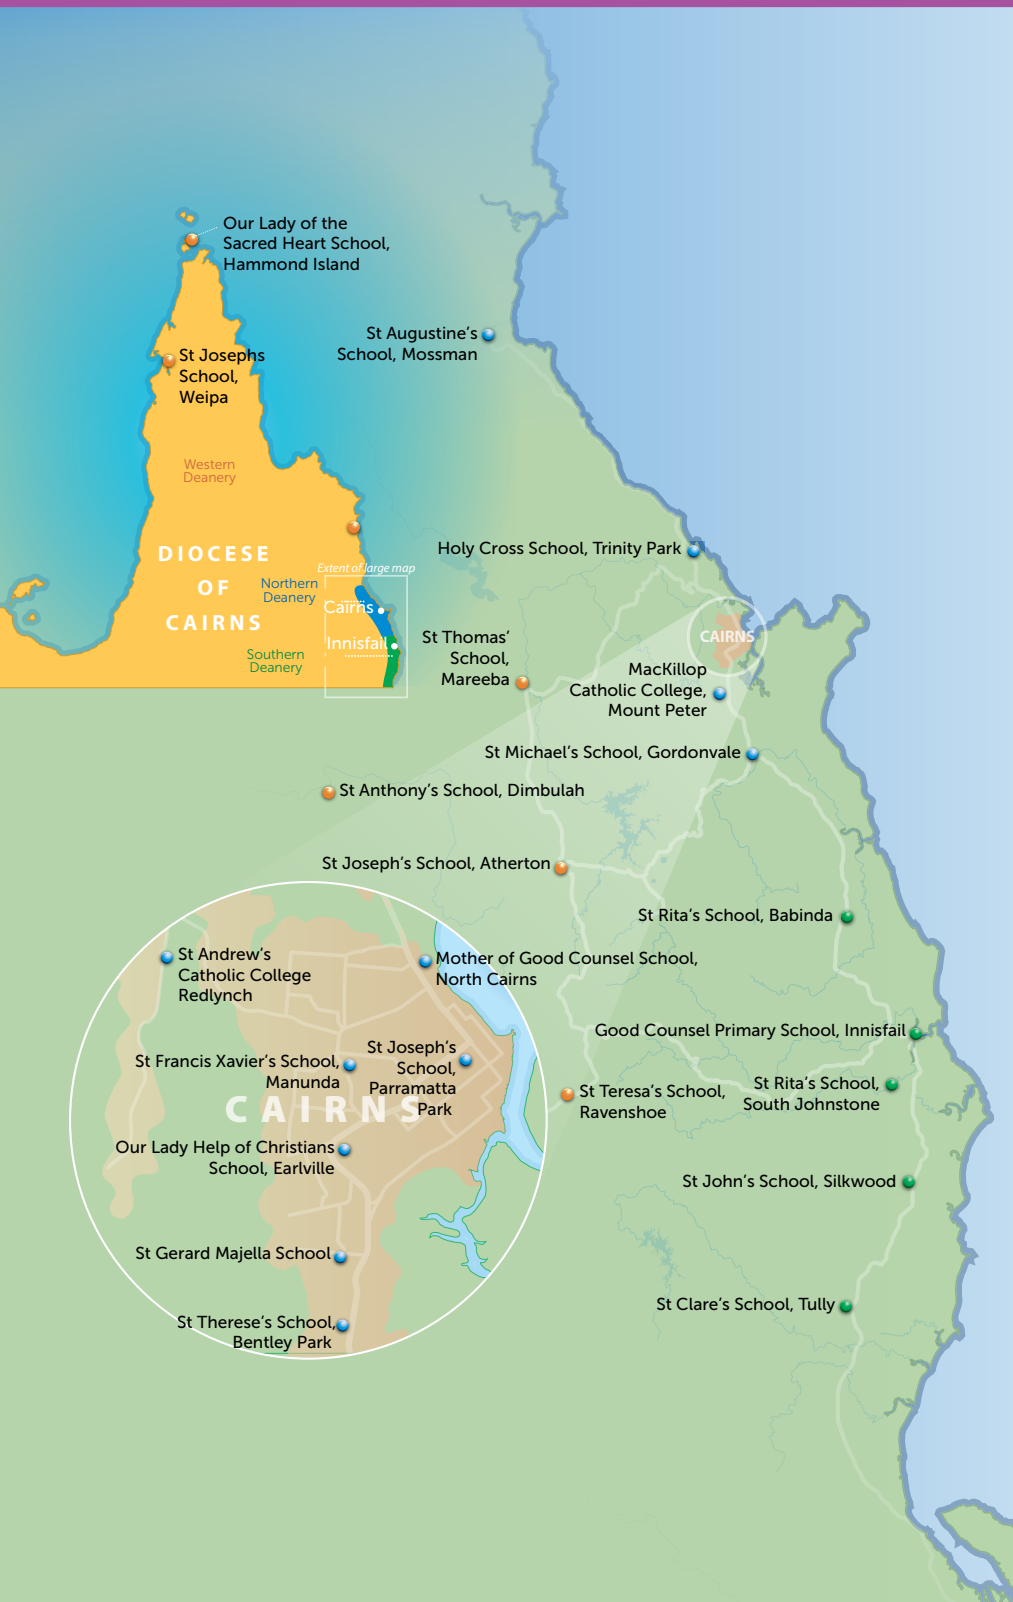 Our Lady of the
Sacred Heart School,
Hammond Island
St Augustine's
School, Mossman
St Josephs
School,
Weipa
Western
Deanery
DIOCESE
OF
CAIRNS
Extent of large map
Northern
Deanery
Cairns
Innisfail
Southern
Deanery
Holy Cross School, Trinity Park
CAIRNS
St Thomas'
School,
Mareeba
MacKillop
Catholic College,
Mount Peter
St Michael's School, Gordonvale
St Anthony's School, Dimbulah
St Joseph's School, Atherton
St Rita's School, Babinda
St Andrew's
Catholic College
Redlynch
Mother of Good Counsel School,
North Cairns
Good Counsel Primary School, Innisfail
St Francis Xavier's School,
Manunda
St Joseph's
School,
Parramatta
Park
CAIRNS
St Teresa's School,
Ravenshoe
St Rita's School,
South Johnstone
Our Lady Help of Christians
School, Earlville
St John's School, Silkwood
St Gerard Majella School
St Clare's School, Tully
St Therese's School,
Bentley Park